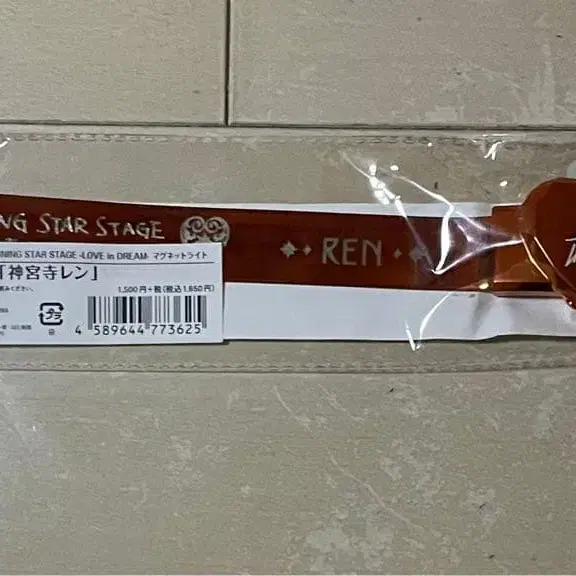 NG STAR STAGE
REN
NING STAR STAGE -LOVE in DREAM- マグネットライト
「神宮寺レン」
1,500円+税(税込1,650円)
プラ
4 589644 773625